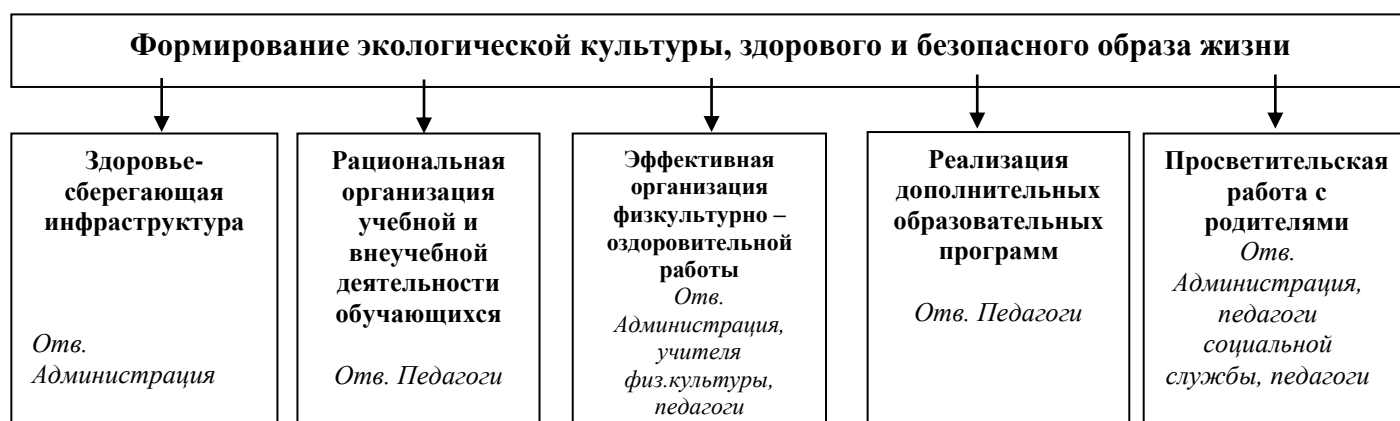 Формирование экологической культуры, здорового и безопасного образа жизни
Здоровье-
сберегающая
инфраструктура
Отв.
Администрация
Рациональная
организация
учебной и
внеучебной
деятельности
обучающихся
Отв. Педагоги
Эффективная
организация
физкультурно –
оздоровительной
работы
Отв.
Администрация,
учителя
физ.культуры,
педагоги
Реализация
дополнительных
образовательных
программ
Отв. Педагоги
Просветительская
работа с
родителями
Отв.
Администрация,
педагоги
социальной
службы, педагоги